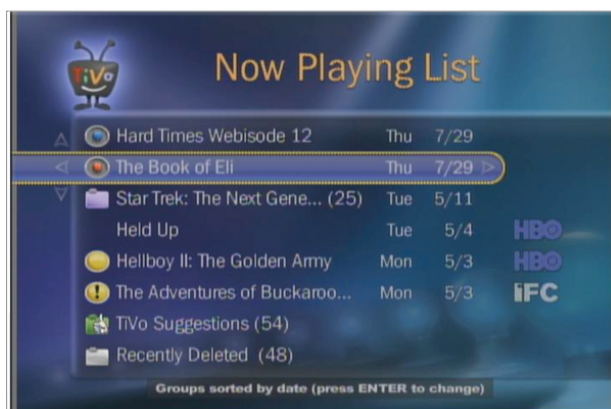 TiVo Now Playing List
Hard Times Webisode 12 Thu 7/29
The Book of Eli Thu 7/29
Star Trek: The Next Gene... (25) Tue 5/11
Held Up Tue 5/4 HBO
Hellboy II: The Golden Army Mon 5/3 HBO
The Adventures of Buckaroo... Mon 5/3 IFC
TiVo Suggestions (54)
Recently Deleted (48)
Groups sorted by date (press ENTER to change)